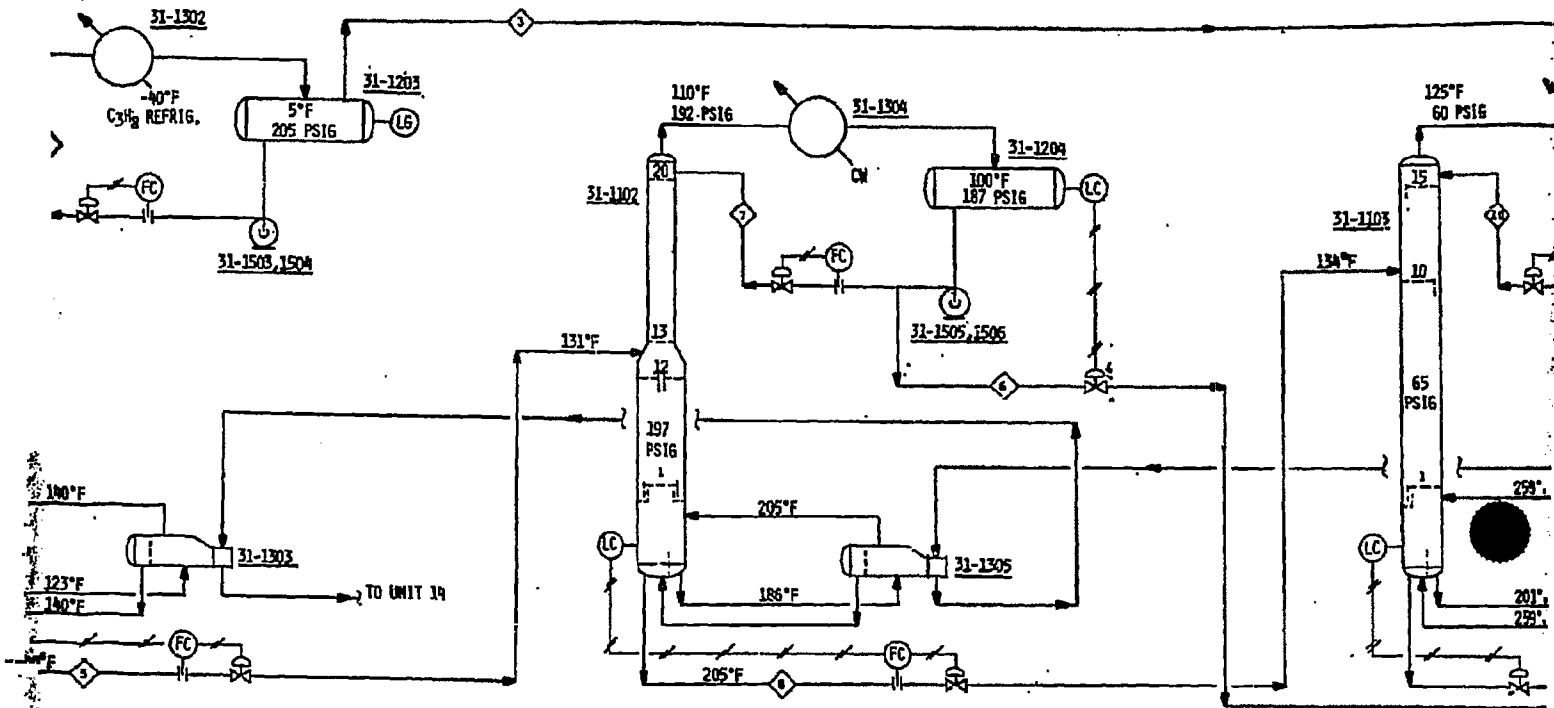 31-1302
-40°F
C3H8 REFRIG.
3
31-1203
5°F
205 PSIG
LG
FC
31-1503,1504
110°F
192 PSIG
31-1304
CW
31-1204
100°F
187 PSIG
LC
20
31-1102
7
FC
31-1505,1506
6
131°F
13
12
197
PSIG
1
205°F
LC
31-1305
186°F
FC
205°F
8
140°F
31-1303
123°F
140°F
TO UNIT 14
FC
5
125°F
60 PSIG
15
31-1103
134°F
10
65
PSIG
1
259°
LC
201°
259°